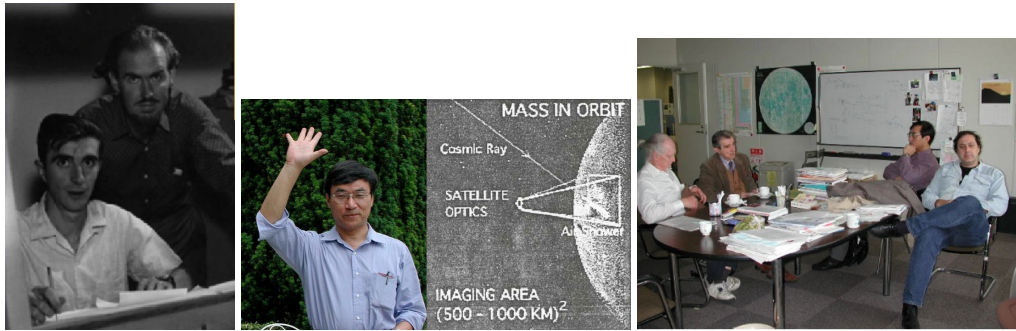 MASS IN ORBIT
Cosmic Ray
SATELLITE
OPTICS
Air Shower
IMAGING AREA
(500 - 1000 KM)²